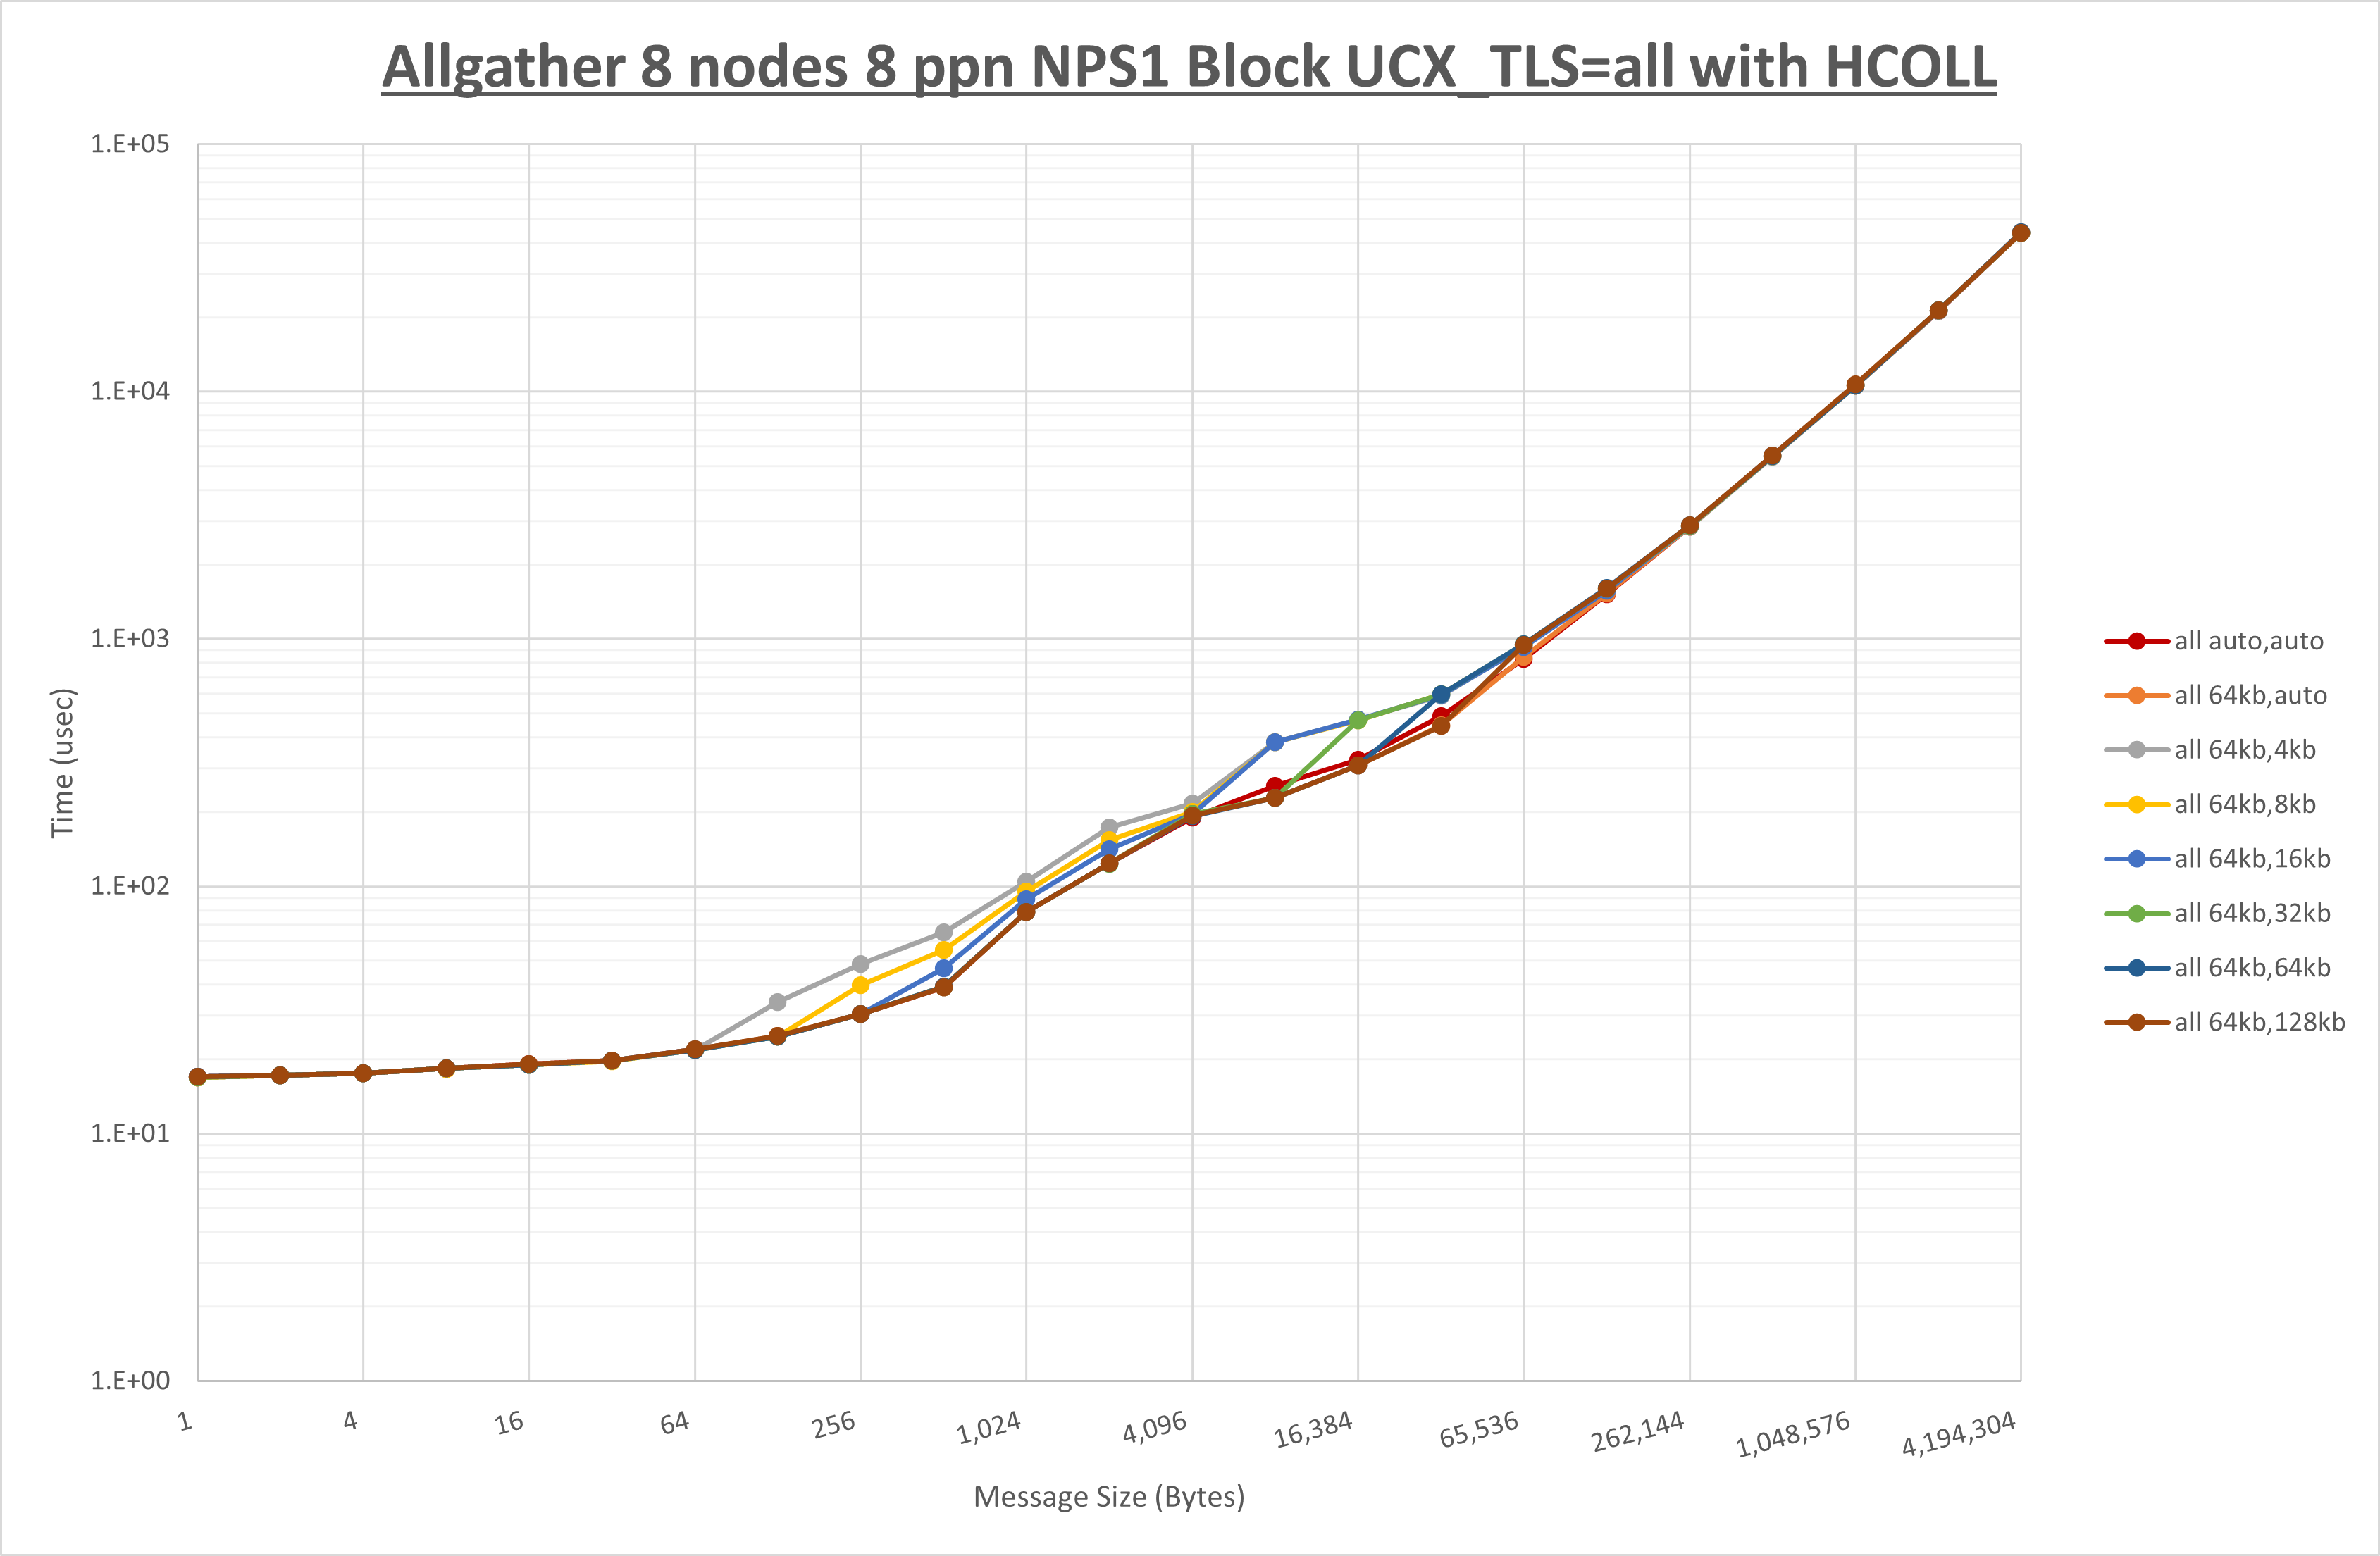 Allgather 8 nodes 8 ppn NPS1 Block UCX_TLS=all with HCOLL
1.E+05
1.E+04
1.E+03
1.E+02
1.E+01
1.E+00
Time (usec)
1
4
16
64
256
1,024
4,096
16,384
65,536
262,144
1,048,576
4,194,304
Message Size (Bytes)
all auto,auto
all 64kb,auto
all 64kb,4kb
all 64kb,8kb
all 64kb,16kb
all 64kb,32kb
all 64kb,64kb
all 64kb,128kb